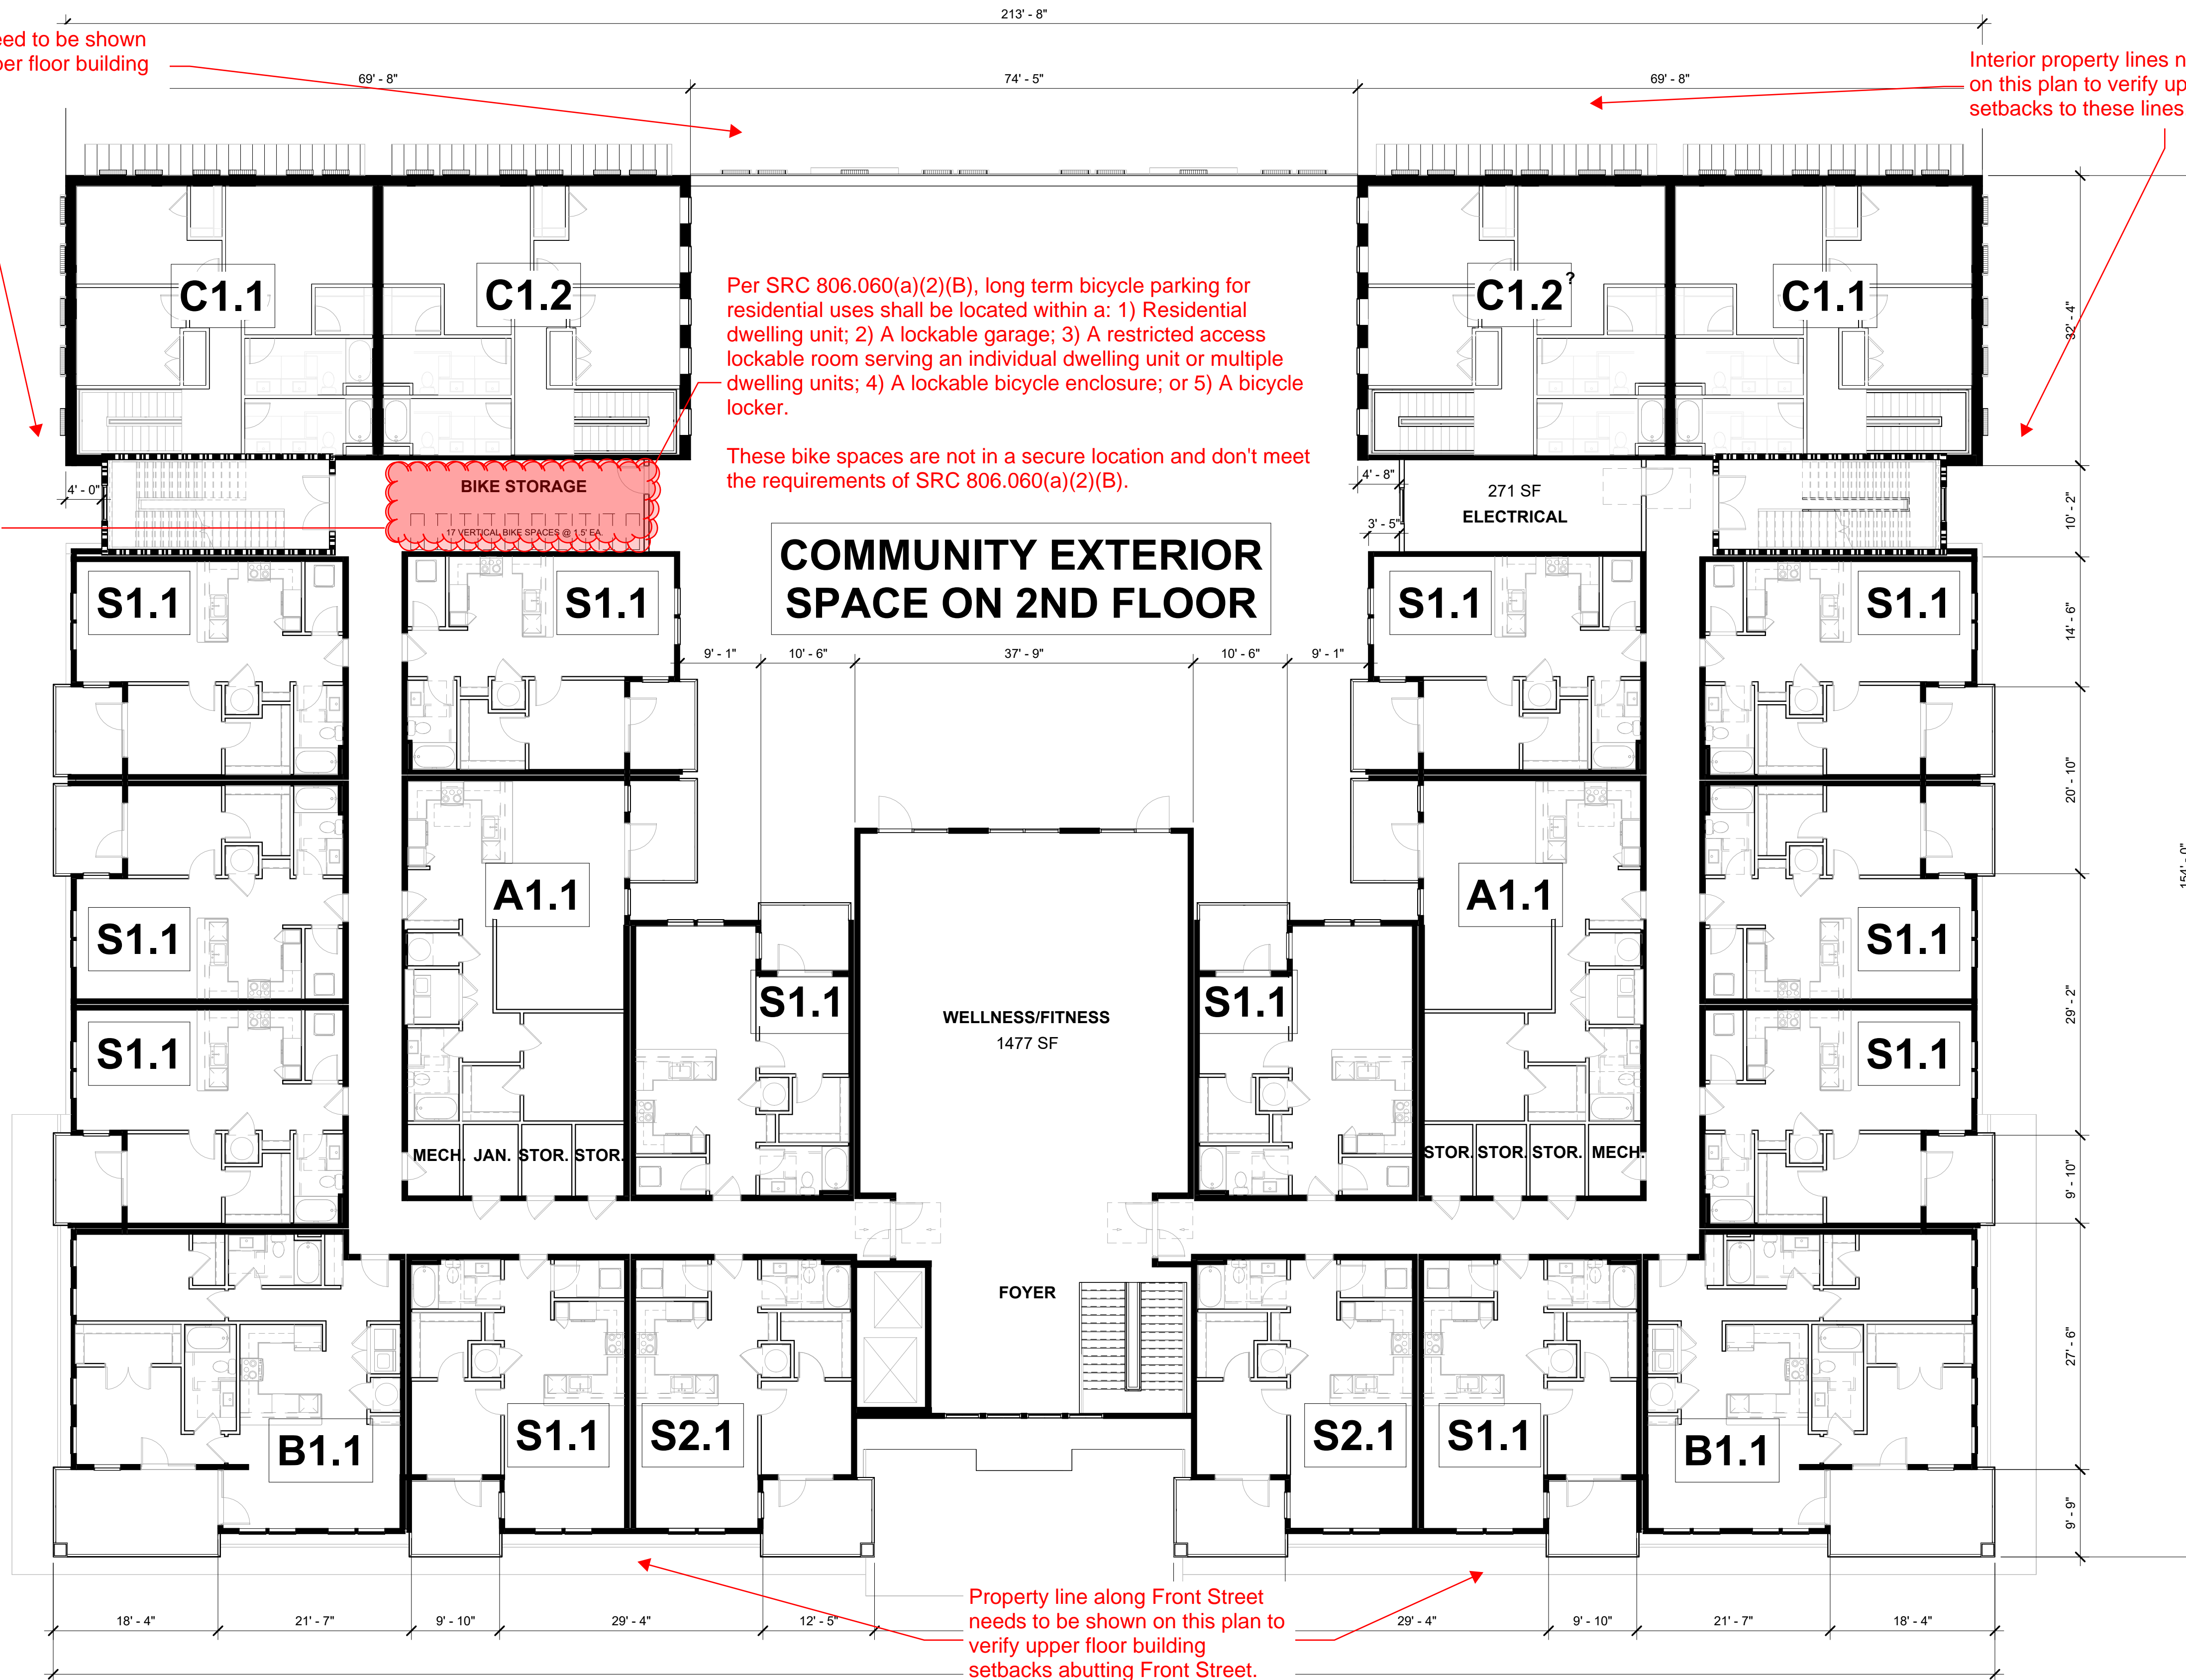 213' - 8"
eed to be shown
per floor building
69' - 8"
74' - 5"
69' - 8"
Interior property lines n
on this plan to verify up
setbacks to these lines
C1.1
C1.2
C1.2
?
C1.1
32' - 4"
Per SRC 806.060(a)(2)(B), long term bicycle parking for
residential uses shall be located within a: 1) Residential
dwelling unit; 2) A lockable garage; 3) A restricted access
lockable room serving an individual dwelling unit or multiple
dwelling units; 4) A lockable bicycle enclosure; or 5) A bicycle
locker.
These bike spaces are not in a secure location and don't meet
the requirements of SRC 806.060(a)(2)(B).
4' - 0"
BIKE STORAGE
17 VERTICAL BIKE SPACES @ 1.5' EA.
4' - 8"
3' - 5"
271 SF
ELECTRICAL
10' - 2"
COMMUNITY EXTERIOR
SPACE ON 2ND FLOOR
S1.1
S1.1
S1.1
S1.1
14' - 6"
9' - 1"
10' - 6"
37' - 9"
10' - 6"
9' - 1"
20' - 10"
154' - 0"
A1.1
A1.1
S1.1
S1.1
S1.1
S1.1
WELLNESS/FITNESS
1477 SF
29' - 2"
S1.1
S1.1
MECH.
JAN.
STOR.
STOR.
STOR.
STOR.
STOR.
MECH.
9' - 10"
FOYER
27' - 6"
B1.1
S1.1
S2.1
S2.1
S1.1
B1.1
9' - 9"
18' - 4"
21' - 7"
9' - 10"
29' - 4"
12' - 5"
29' - 4"
9' - 10"
21' - 7"
18' - 4"
Property line along Front Street
needs to be shown on this plan to
verify upper floor building
setbacks abutting Front Street.